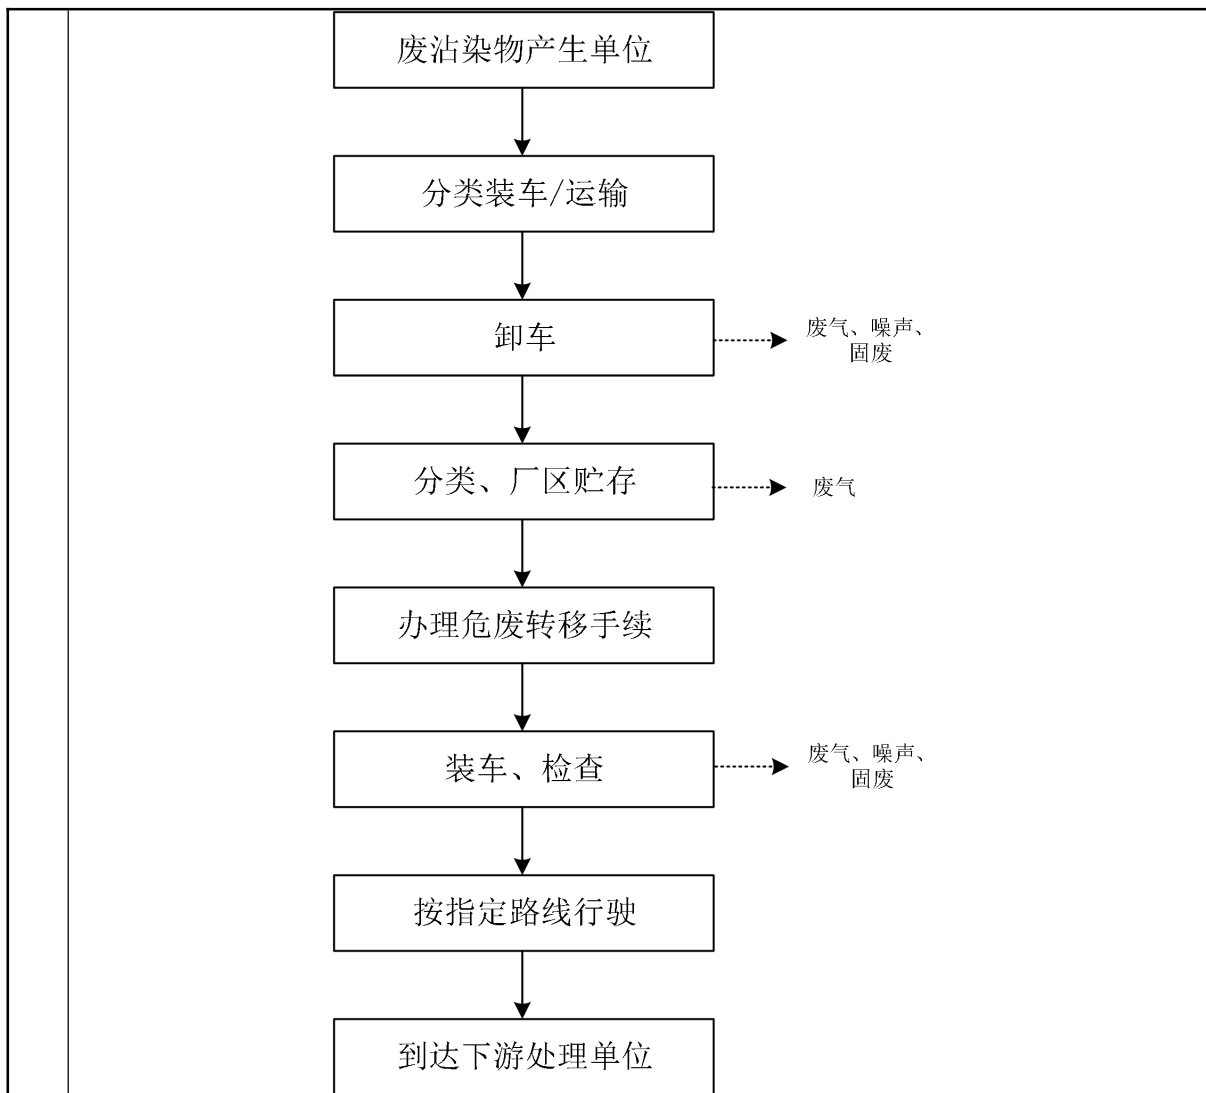 废沾染物产生单位
分类装车/运输
卸车
废气、噪声、
固废
分类、厂区贮存
废气
办理危废转移手续
装车、检查
废气、噪声、
固废
按指定路线行驶
到达下游处理单位